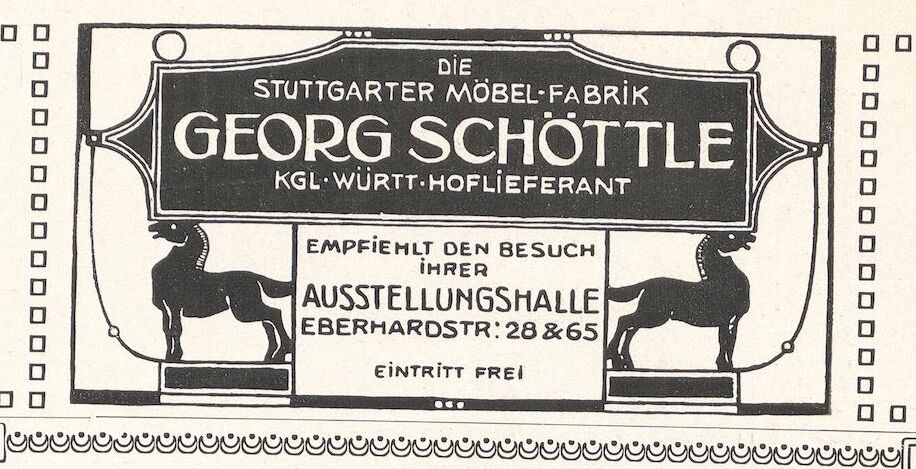 DIE
STUTTGARTER MÖBEL-FABRIK
GEORG SCHÖTTLE
KGL·WÜRTT·HOFLIEFERANT
EMPFIEHLT DEN BESUCH
IHRER
AUSSTELLUNGSHALLE
EBERHARDSTR: 28 & 65
EINTRITT FREI